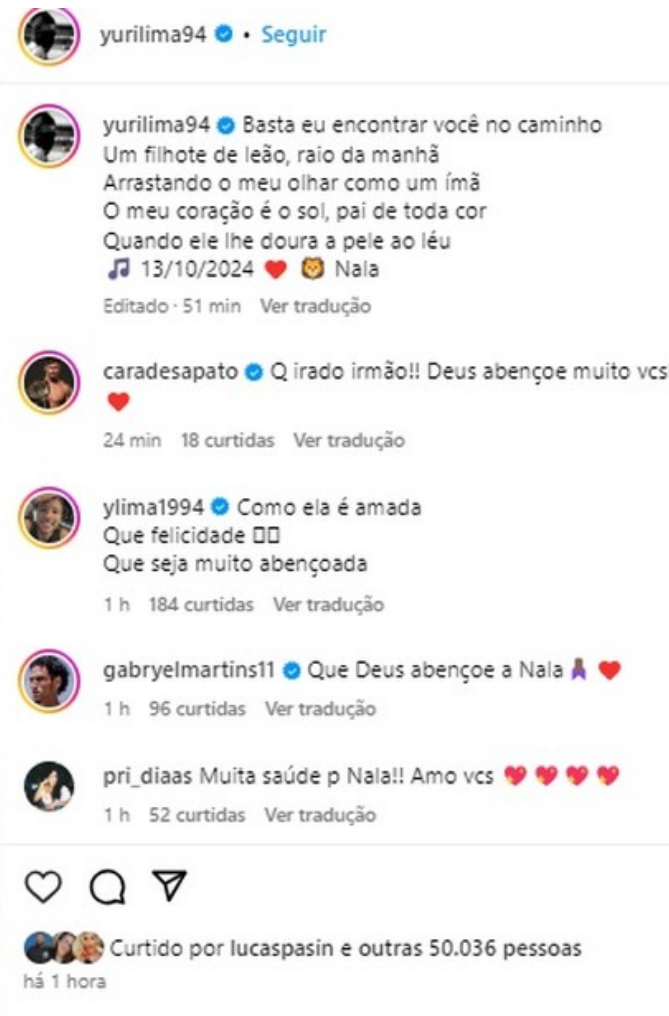 yurilima94 • Seguir
yurilima94 Basta eu encontrar você no caminho
Um filhote de leão, raio da manhã
Arrastando o meu olhar como um ímã
O meu coração é o sol, pai de toda cor
Quando ele lhe doura a pele ao léu
🎵 13/10/2024 ❤️ 🦁 Nala
Editado · 51 min Ver tradução
caradesapato Q irado irmão!! Deus abençoe muito vcs
❤️
24 min 18 curtidas Ver tradução
ylima1994 Como ela é amada
Que felicidade ▯▯
Que seja muito abençoada
1 h 184 curtidas Ver tradução
gabryelmartins11 Que Deus abençoe a Nala 🙏🏾 ❤️
1 h 96 curtidas Ver tradução
pri_diaas Muita saúde p Nala!! Amo vcs 💖 💖 💖 💖
1 h 52 curtidas Ver tradução
Curtido por lucaspasin e outras 50.036 pessoas
há 1 hora